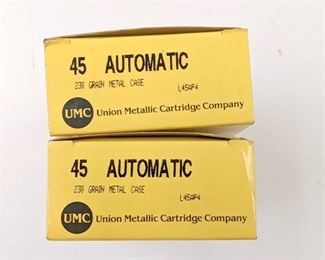 45 AUTOMATIC
230 GRAIN METAL CASE L45AP4
UMC Union Metallic Cartridge Company
45 AUTOMATIC
230 GRAIN METAL CASE L45AP4
UMC Union Metallic Cartridge Company